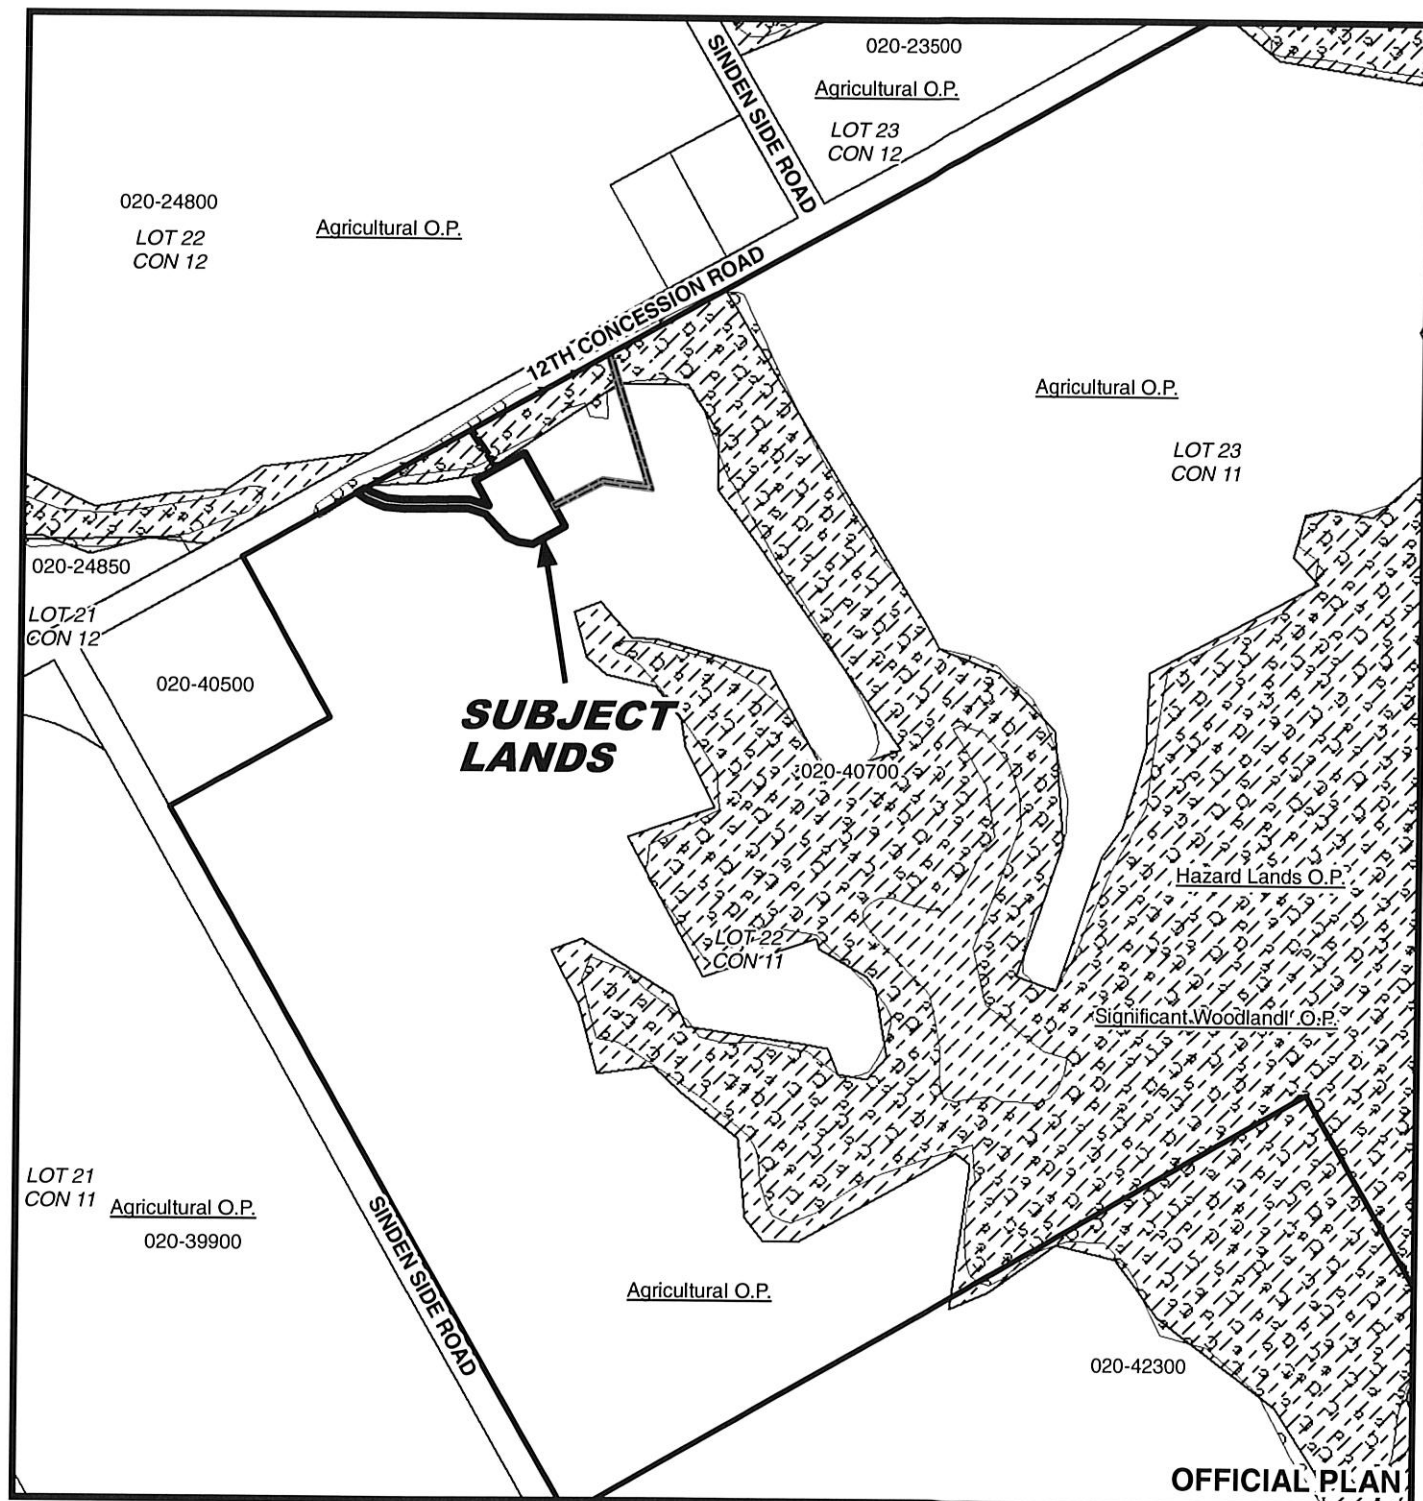 020-23500
Agricultural O.P.
LOT 23
CON 12
SINDEN SIDE ROAD
020-24800
LOT 22
CON 12
Agricultural O.P.
12TH CONCESSION ROAD
Agricultural O.P.
LOT 23
CON 11
020-24850
LOT 21
CON 12
020-40500
SUBJECT
LANDS
020-40700
Hazard Lands O.P.
LOT 22
CON 11
Significant Woodland O.P.
LOT 21
CON 11
Agricultural O.P.
020-39900
SINDEN SIDE ROAD
Agricultural O.P.
020-42300
OFFICIAL PLAN